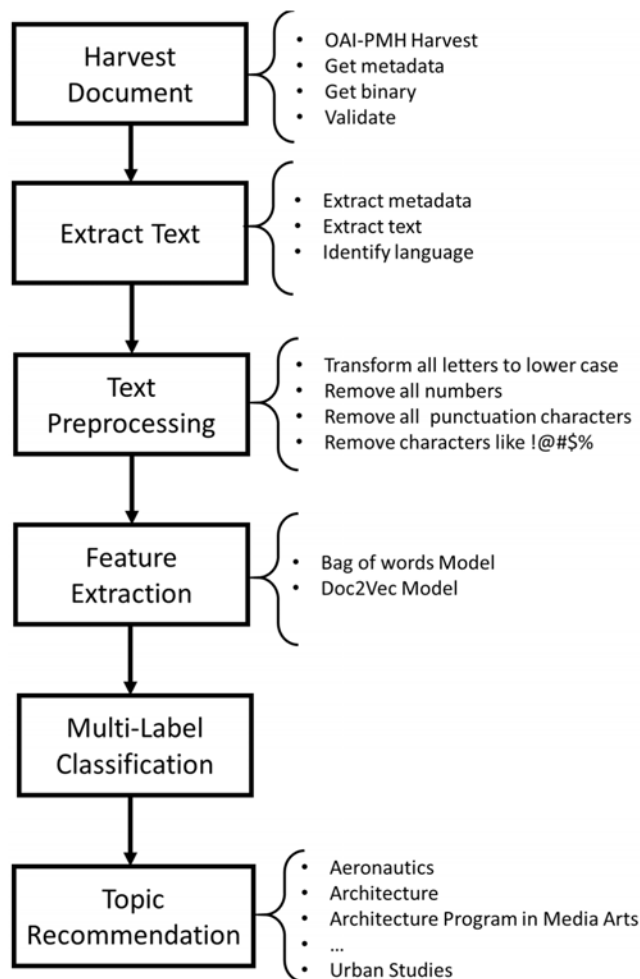 Harvest
Document
• OAI-PMH Harvest
• Get metadata
• Get binary
• Validate
Extract Text
• Extract metadata
• Extract text
• Identify language
Text
Preprocessing
• Transform all letters to lower case
• Remove all numbers
• Remove all punctuation characters
• Remove characters like !@#$%
Feature
Extraction
• Bag of words Model
• Doc2Vec Model
Multi-Label
Classification
Topic
Recommendation
• Aeronautics
• Architecture
• Architecture Program in Media Arts
• ...
• Urban Studies